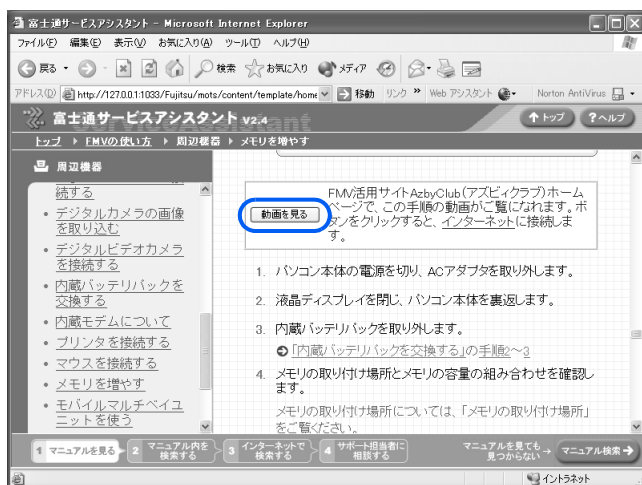 富士通サービスアシスタント - Microsoft Internet Explorer
ファイル(F) 編集(E) 表示(V) お気に入り(A) ツール(T) ヘルプ(H)
戻る 検索 お気に入り メディア
アドレス(D) http://127.0.0.1:1033/Fujitsu/mots/content/template/home 移動 リンク » Web アシスタント Norton AntiVirus
富士通サービスアシスタント V2.4
↑トップ ?ヘルプ
トップ ▶ FMVの使い方 ▶ 周辺機器 ▶ メモリを増やす
周辺機器
続する
• デジタルカメラの画像
を取り込む
• デジタルビデオカメラ
を接続する
• 内蔵バッテリパックを
交換する
• 内蔵モデムについて
• プリンタを接続する
• マウスを接続する
• メモリを増やす
• モバイルマルチベイユ
ニットを使う
動画を見る
FMV活用サイトAzbyClub(アズビィクラブ)ホーム
ページで、この手順の動画がご覧になれます。ボ
タンをクリックすると、インターネットに接続しま
す。
1. パソコン本体の電源を切り、ACアダプタを取り外します。
2. 液晶ディスプレイを閉じ、パソコン本体を裏返します。
3. 内蔵バッテリパックを取り外します。
「内蔵バッテリパックを交換する」の手順2～3
4. メモリの取り付け場所とメモリの容量の組み合わせを確認し
ます。
メモリの取り付け場所については、「メモリの取り付け場所」
をご覧ください。
1 マニュアルを見る
2 マニュアル内を
検索する
3 インターネットで
検索する
4 サポート担当者に
相談する
マニュアルを見ても
見つからない→
マニュアル検索→
イントラネット